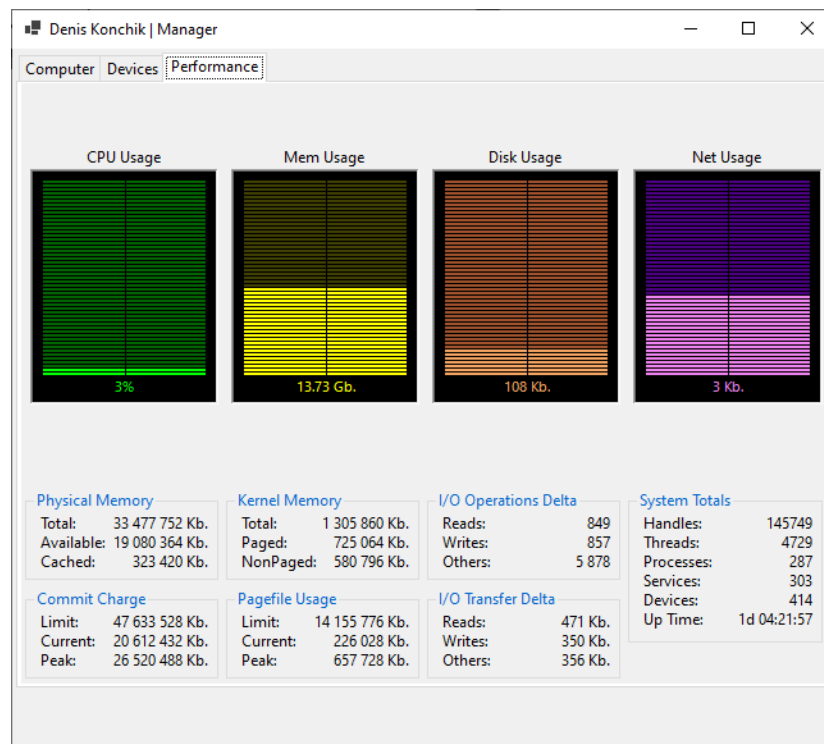 Denis Konchik | Manager
Computer Devices Performance
CPU Usage Mem Usage Disk Usage Net Usage
3% 13.73 Gb. 108 Kb. 3 Kb.
Physical Memory
Total: 33 477 752 Kb.
Available: 19 080 364 Kb.
Cached: 323 420 Kb.
Kernel Memory
Total: 1 305 860 Kb.
Paged: 725 064 Kb.
NonPaged: 580 796 Kb.
I/O Operations Delta
Reads: 849
Writes: 857
Others: 5 878
System Totals
Handles: 145749
Threads: 4729
Processes: 287
Services: 303
Devices: 414
Up Time: 1d 04:21:57
Commit Charge
Limit: 47 633 528 Kb.
Current: 20 612 432 Kb.
Peak: 26 520 488 Kb.
Pagefile Usage
Limit: 14 155 776 Kb.
Current: 226 028 Kb.
Peak: 657 728 Kb.
I/O Transfer Delta
Reads: 471 Kb.
Writes: 350 Kb.
Others: 356 Kb.